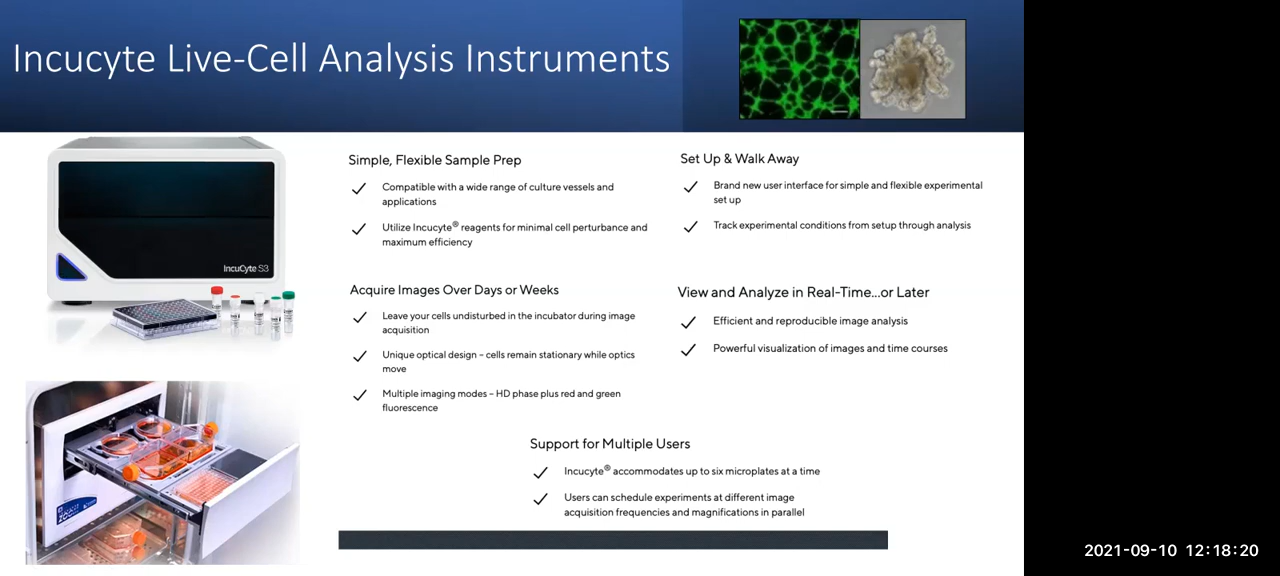 Incucyte Live-Cell Analysis Instruments
IncuCyte S3
Simple, Flexible Sample Prep
Compatible with a wide range of culture vessels and
applications
Utilize Incucyte® reagents for minimal cell perturbance and
maximum efficiency
Set Up & Walk Away
Brand new user interface for simple and flexible experimental
set up
Track experimental conditions from setup through analysis
Acquire Images Over Days or Weeks
Leave your cells undisturbed in the incubator during image
acquisition
Unique optical design – cells remain stationary while optics
move
Multiple imaging modes – HD phase plus red and green
fluorescence
View and Analyze in Real-Time...or Later
Efficient and reproducible image analysis
Powerful visualization of images and time courses
Support for Multiple Users
Incucyte® accommodates up to six microplates at a time
Users can schedule experiments at different image
acquisition frequencies and magnifications in parallel
2021-09-10 12:18:20